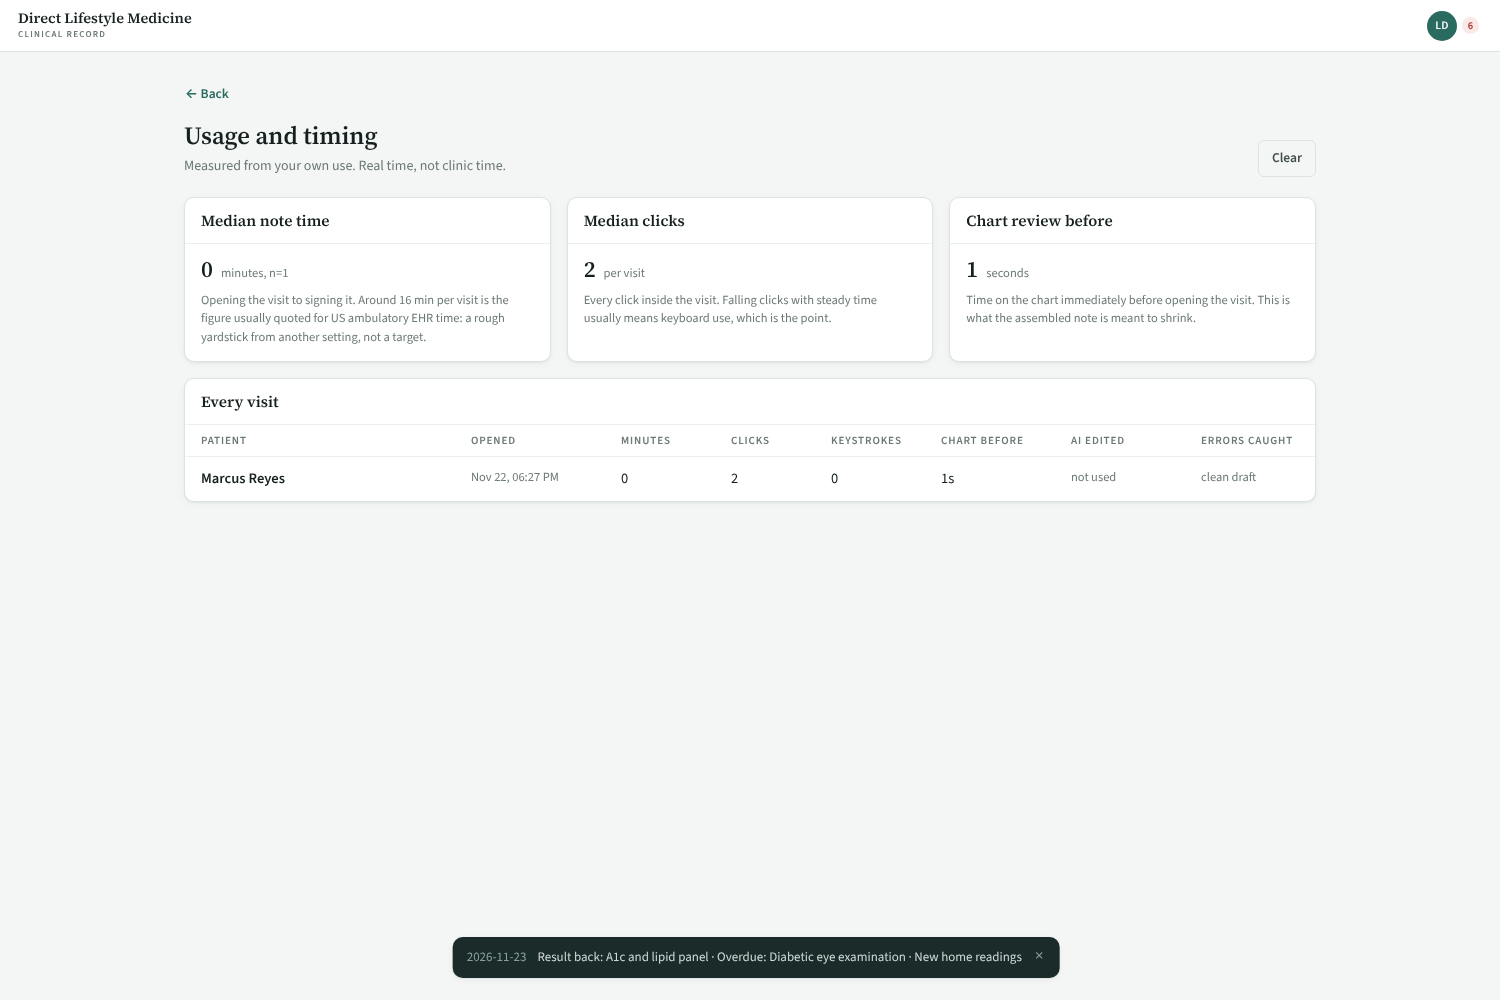 Direct Lifestyle Medicine
CLINICAL RECORD
LD
6
← Back
Usage and timing
Measured from your own use. Real time, not clinic time.
Clear
Median note time
0 minutes, n=1
Opening the visit to signing it. Around 16 min per visit is the
figure usually quoted for US ambulatory EHR time: a rough
yardstick from another setting, not a target.
Median clicks
2 per visit
Every click inside the visit. Falling clicks with steady time
usually means keyboard use, which is the point.
Chart review before
1 seconds
Time on the chart immediately before opening the visit. This is
what the assembled note is meant to shrink.
Every visit
PATIENT OPENED MINUTES CLICKS KEYSTROKES CHART BEFORE AI EDITED ERRORS CAUGHT
Marcus Reyes Nov 22, 06:27 PM 0 2 0 1s not used clean draft
2026-11-23 Result back: A1c and lipid panel · Overdue: Diabetic eye examination · New home readings ×